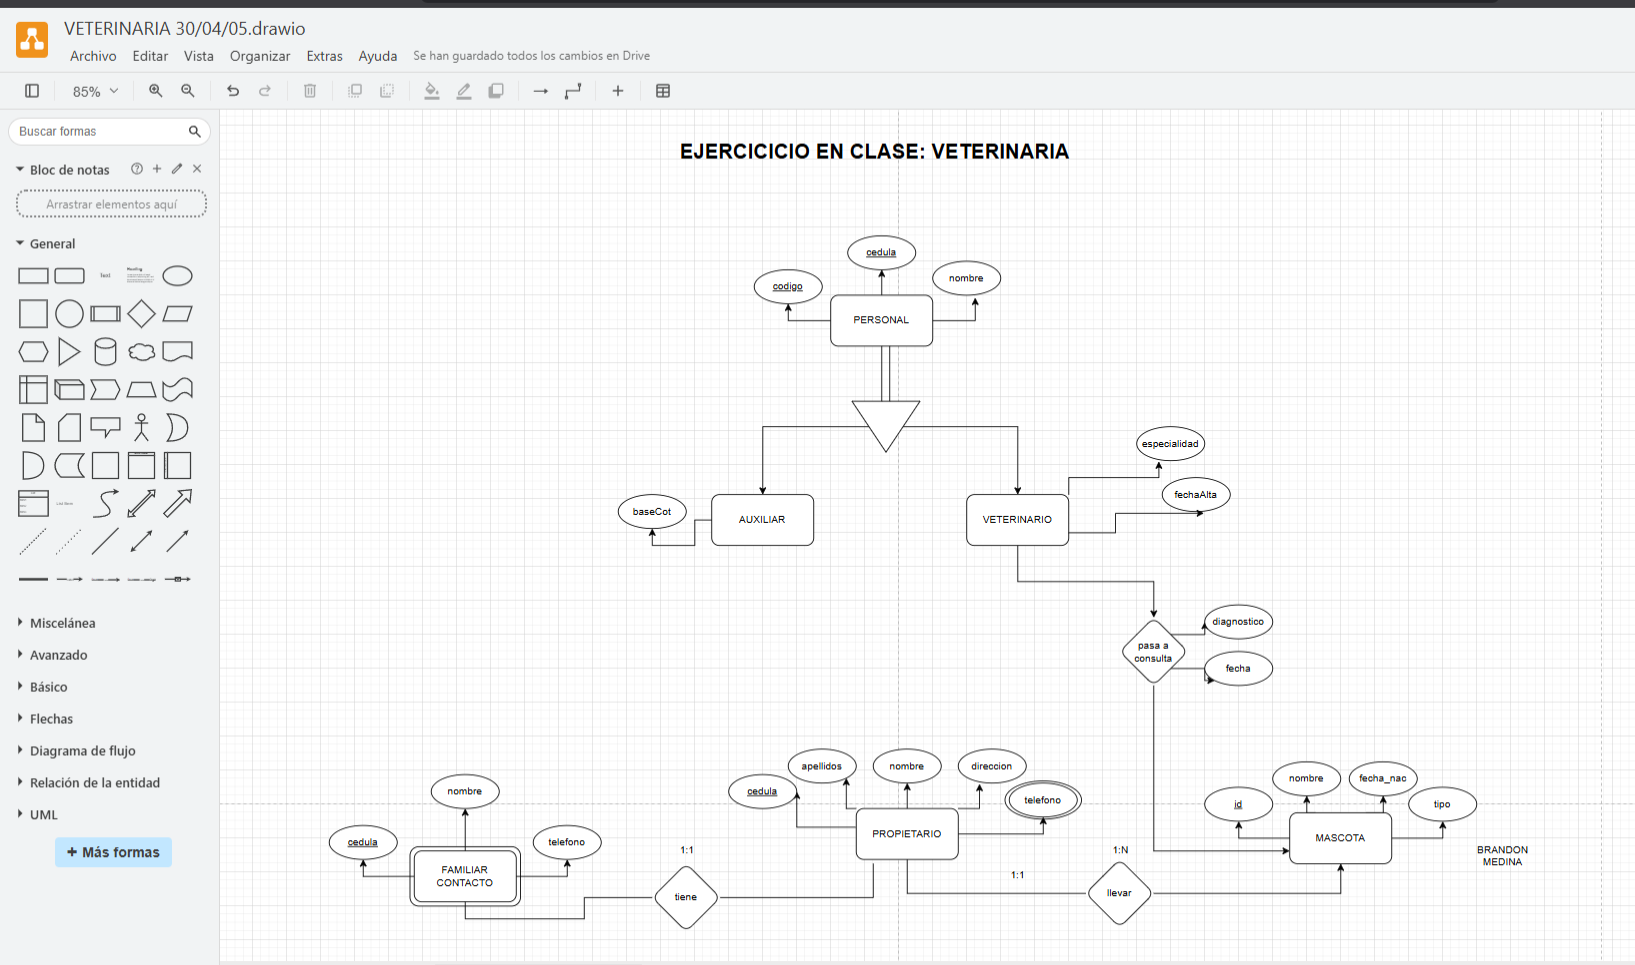 VETERINARIA 30/04/05.drawio
Archivo Editar Vista Organizar Extras Ayuda Se han guardado todos los cambios en Drive
85%
Buscar formas
Bloc de notas
Arrastrar elementos aquí
General
Text
Heading
Miscelánea
Avanzado
Básico
Flechas
Diagrama de flujo
Relación de la entidad
UML
+ Más formas
EJERCICICIO EN CLASE: VETERINARIA
cedula
nombre
codigo
PERSONAL
especialidad
fechaAlta
baseCot
AUXILIAR
VETERINARIO
diagnostico
pasa a
consulta
fecha
apellidos
nombre
direccion
cedula
telefono
PROPIETARIO
nombre
cedula
telefono
FAMILIAR
CONTACTO
1:1
tiene
1:1
1:N
llevar
nombre
fecha_nac
id
tipo
MASCOTA
BRANDON
MEDINA